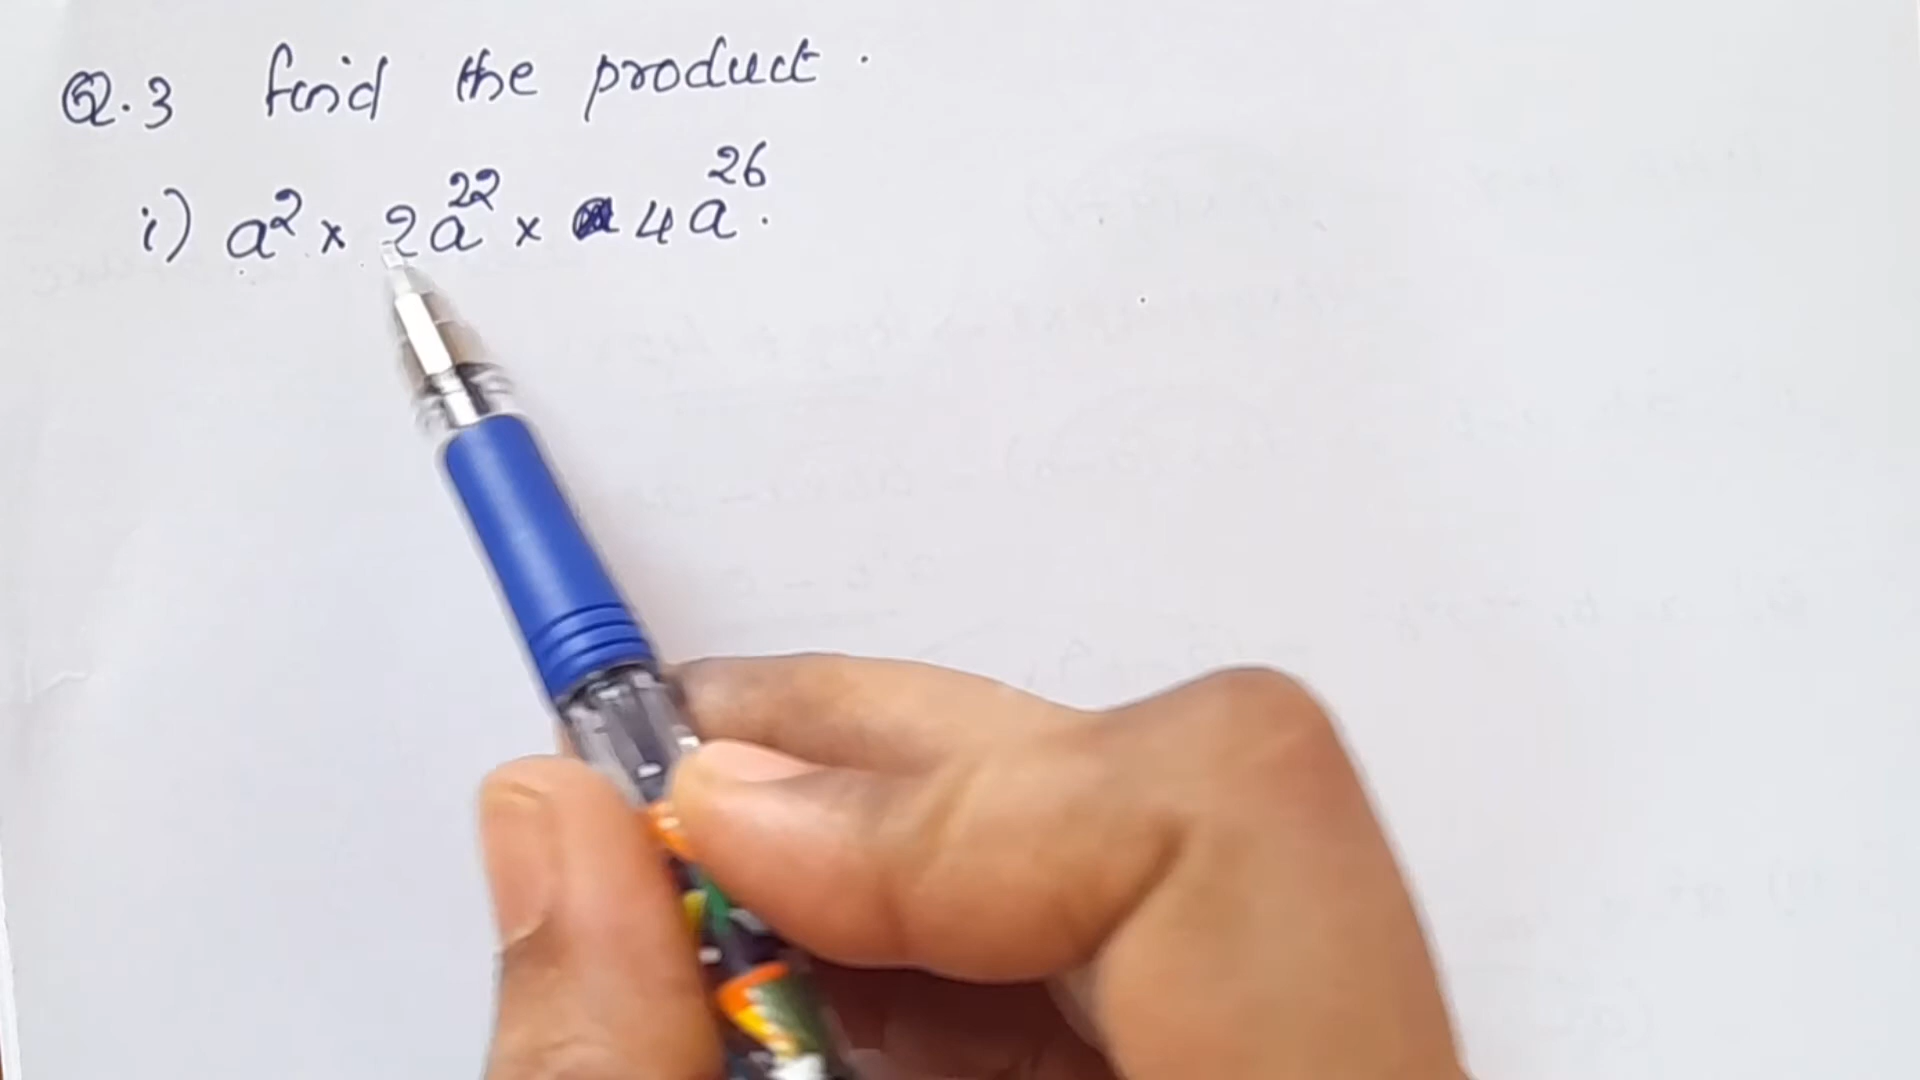 Q.3 find the product.
i) a² × 2a²² × 4a²⁶.